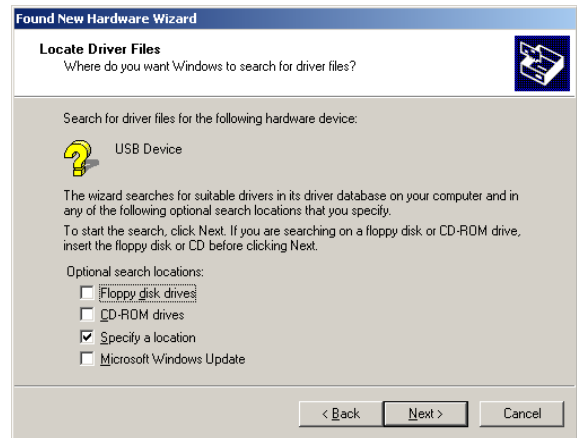 Found New Hardware Wizard
Locate Driver Files
Where do you want Windows to search for driver files?
Search for driver files for the following hardware device:
USB Device
The wizard searches for suitable drivers in its driver database on your computer and in
any of the following optional search locations that you specify.
To start the search, click Next. If you are searching on a floppy disk or CD-ROM drive,
insert the floppy disk or CD before clicking Next.
Optional search locations:
Floppy disk drives
CD-ROM drives
Specify a location
Microsoft Windows Update
< Back Next > Cancel